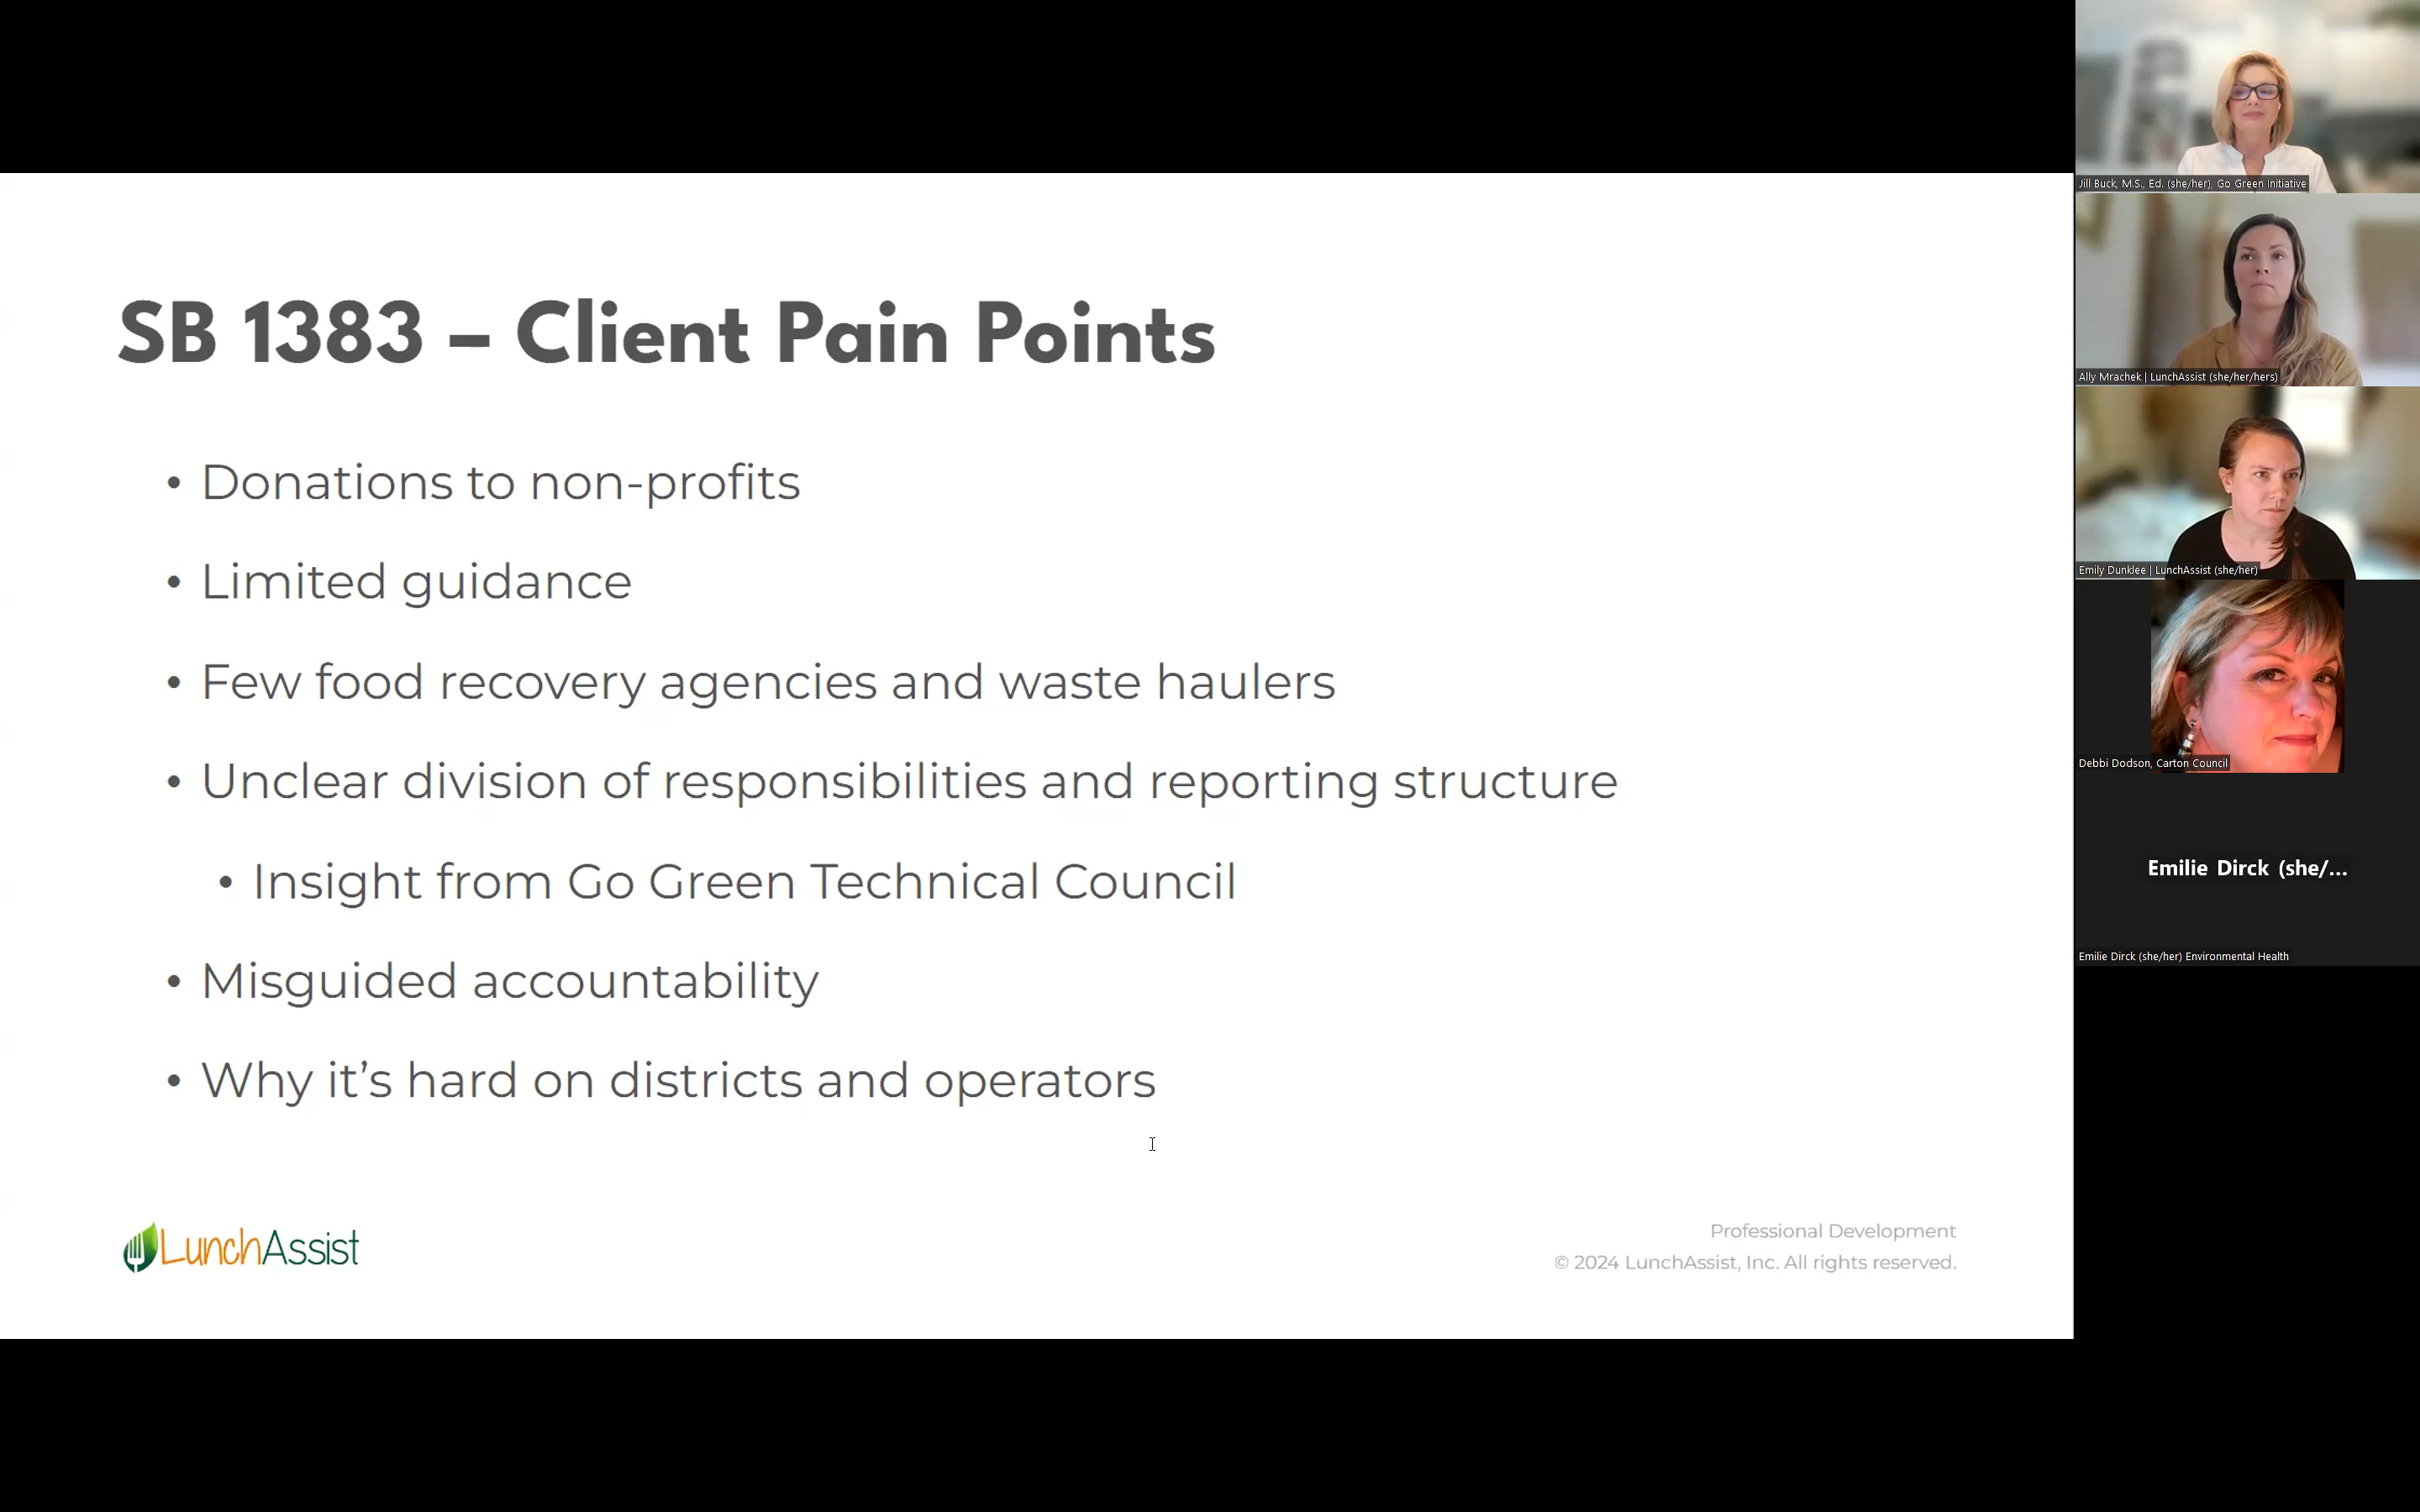 SB 1383 – Client Pain Points
• Donations to non-profits
• Limited guidance
• Few food recovery agencies and waste haulers
• Unclear division of responsibilities and reporting structure
• Insight from Go Green Technical Council
• Misguided accountability
• Why it’s hard on districts and operators
LunchAssist
Professional Development
© 2024 LunchAssist, Inc. All rights reserved.
Jill Buck, M.S., Ed. (she/her), Go Green Initiative
Ally Mrachek | LunchAssist (she/her/hers)
Emily Dunklee | LunchAssist (she/her)
Debbi Dodson, Carton Council
Emilie Dirck (she/...
Emilie Dirck (she/her) Environmental Health